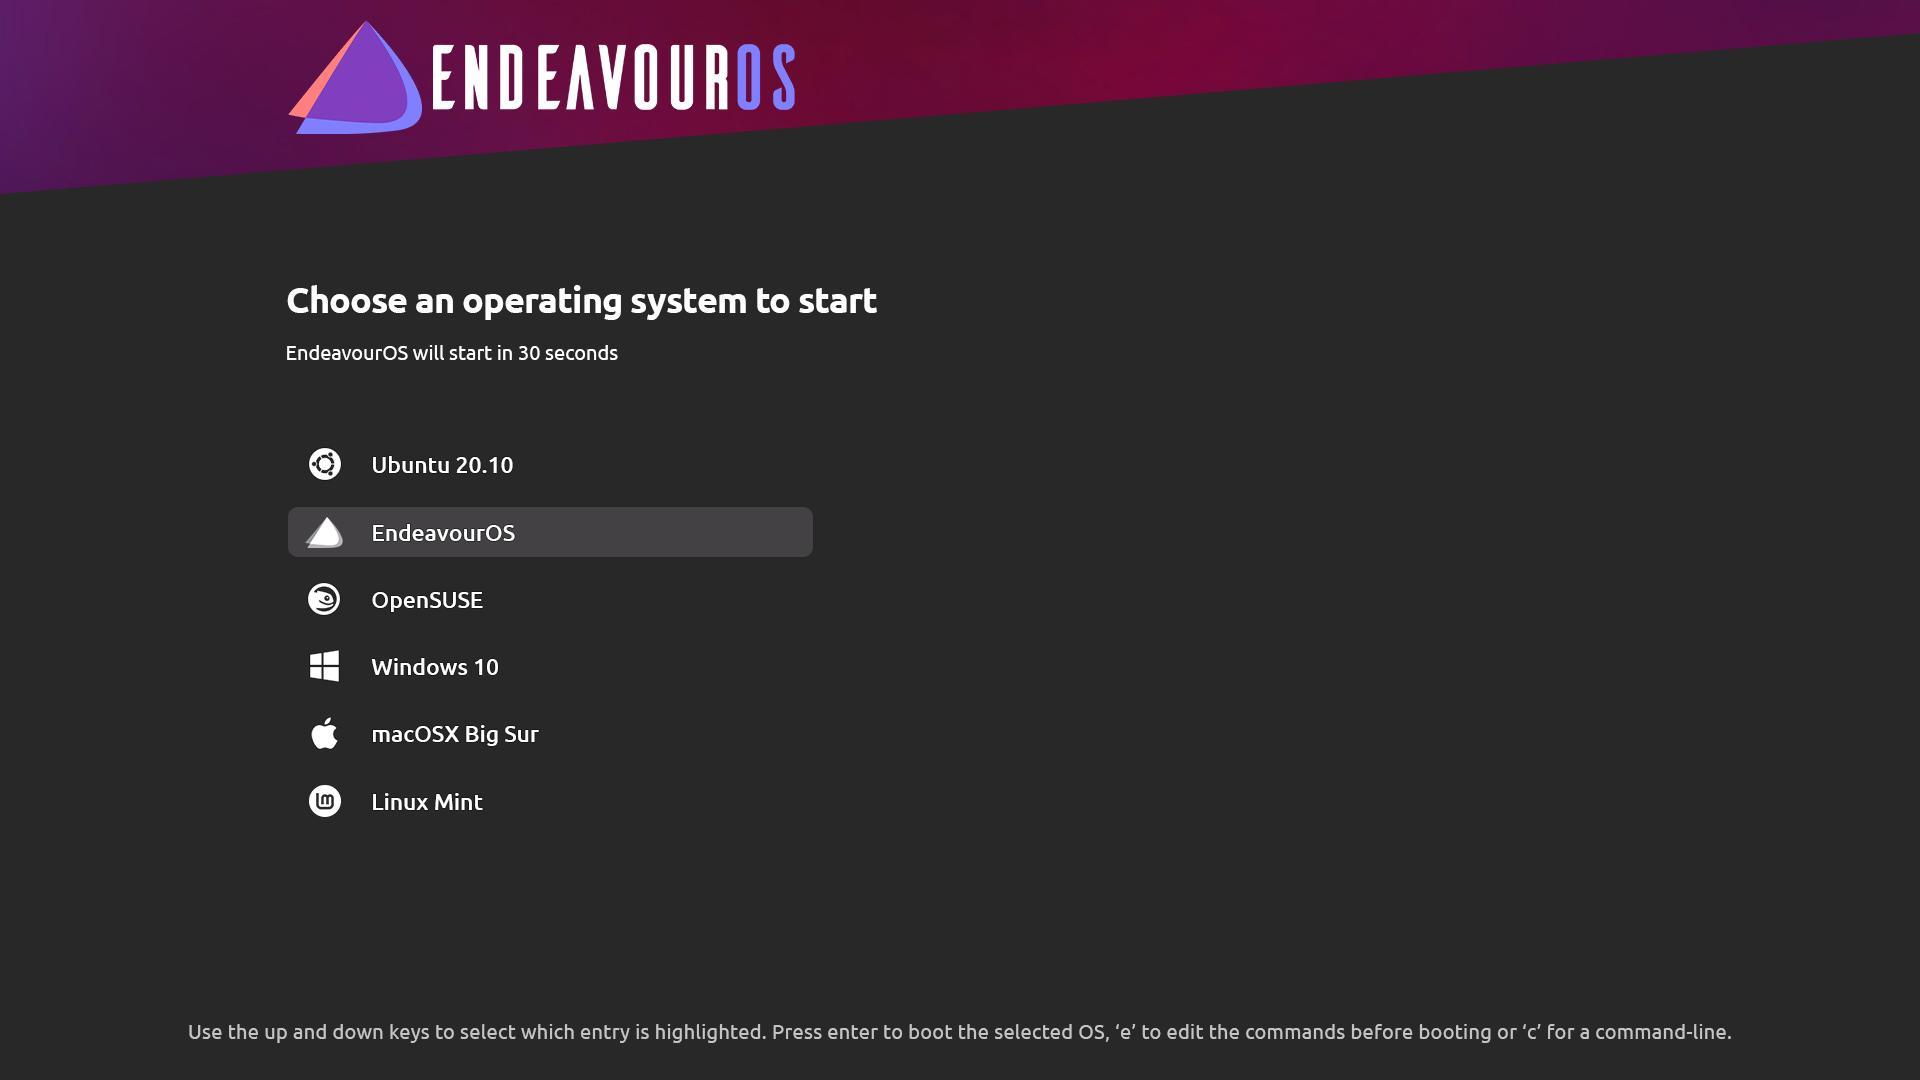 ENDEAVOUROS
Choose an operating system to start
EndeavourOS will start in 30 seconds
Ubuntu 20.10
EndeavourOS
OpenSUSE
Windows 10
macOSX Big Sur
Linux Mint
Use the up and down keys to select which entry is highlighted. Press enter to boot the selected OS, ‘e’ to edit the commands before booting or ‘c’ for a command-line.